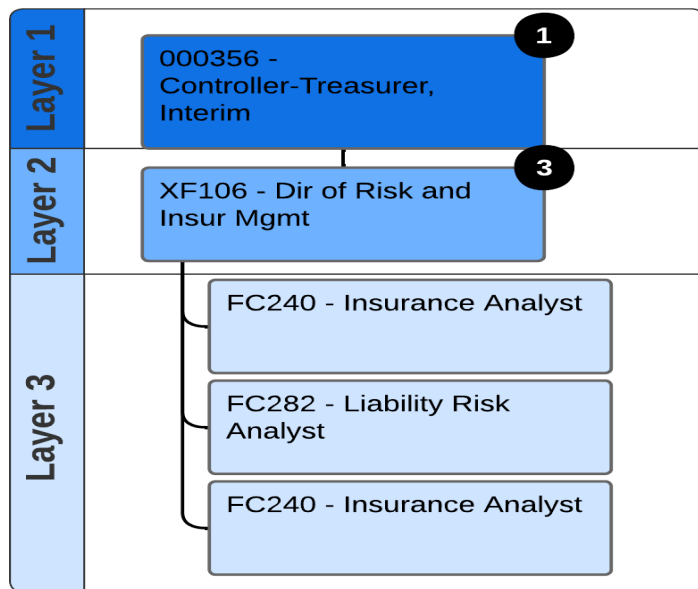 Layer 1
1
000356 -
Controller-Treasurer,
Interim
Layer 2
3
XF106 - Dir of Risk and
Insur Mgmt
Layer 3
FC240 - Insurance Analyst
FC282 - Liability Risk
Analyst
FC240 - Insurance Analyst